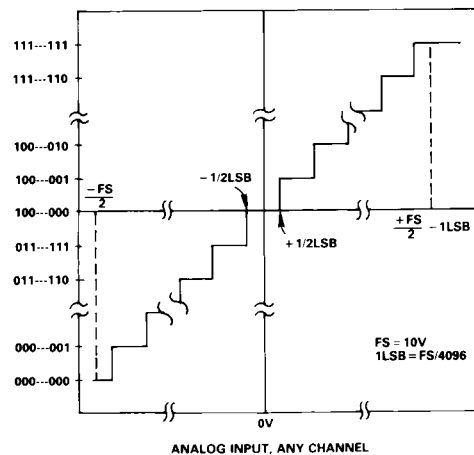 111---111
111---110
100---010
100---001
100---000
011---111
011---110
000---001
000---000
–FS
2
– 1/2LSB
+ 1/2LSB
+FS
2
– 1LSB
FS = 10V
1LSB = FS/4096
0V
ANALOG INPUT, ANY CHANNEL